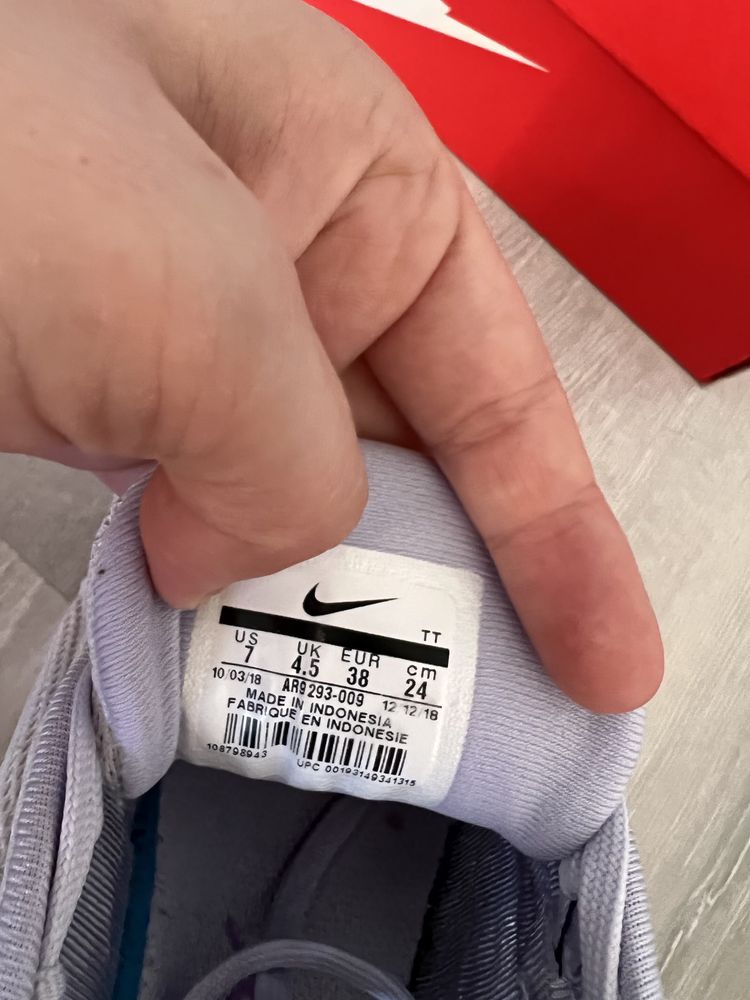 TT
US UK EUR cm
7 4.5 38 24
10/03/18 AR9293-009 12/12/18
MADE IN INDONESIA
FABRIQUE EN INDONESIE
108798943 UPC 00193149341315